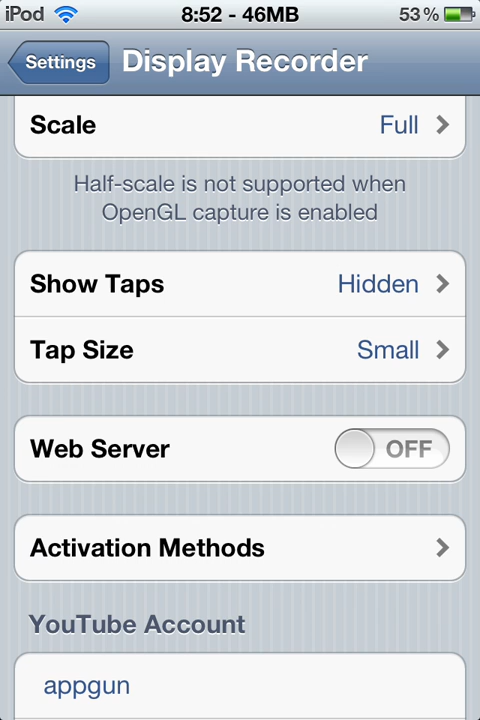 iPod 8:52 - 46MB 53%
Settings Display Recorder
Scale Full
Half-scale is not supported when
OpenGL capture is enabled
Show Taps Hidden
Tap Size Small
Web Server OFF
Activation Methods
YouTube Account
appgun